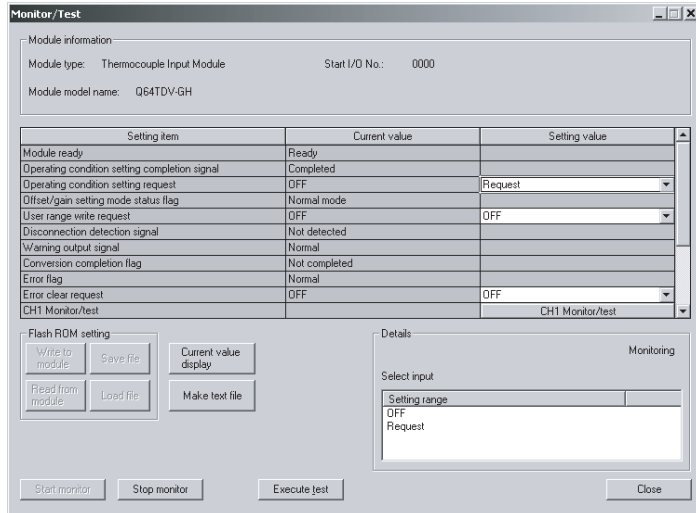 Monitor/Test
Module information
Module type: Thermocouple Input Module Start I/O No.: 0000
Module model name: Q64TDV-GH
Setting item Current value Setting value
Module ready Ready
Operating condition setting completion signal Completed
Operating condition setting request OFF Request
Offset/gain setting mode status flag Normal mode
User range write request OFF OFF
Disconnection detection signal Not detected
Warning output signal Normal
Conversion completion flag Not completed
Error flag Normal
Error clear request OFF OFF
CH1 Monitor/test CH1 Monitor/test
Flash ROM setting
Write to module
Save file
Current value display
Read from module
Load file
Make text file
Details
Monitoring
Select input
Setting range
OFF
Request
Start monitor Stop monitor Execute test Close